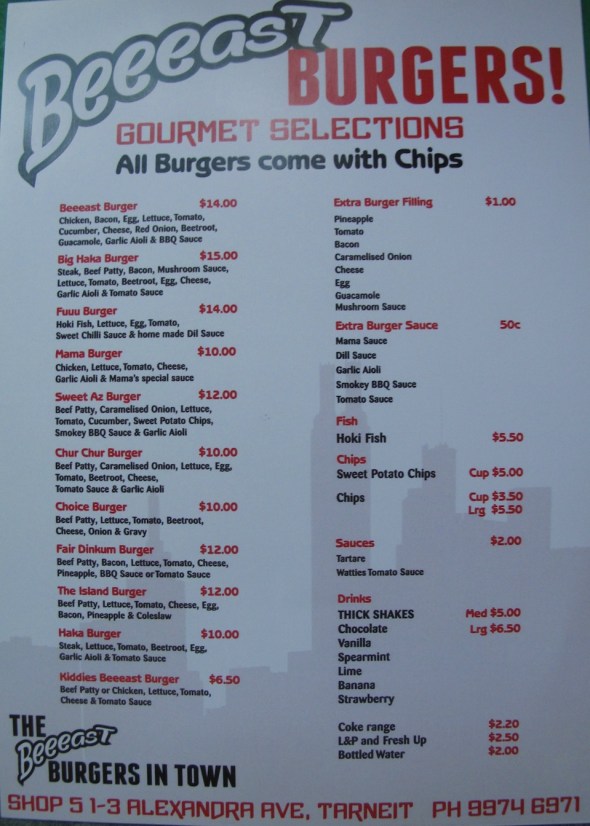 Beeeast
BURGERS!
GOURMET SELECTIONS
All Burgers come with Chips
Beeeast Burger $14.00
Chicken, Bacon, Egg, Lettuce, Tomato,
Cucumber, Cheese, Red Onion, Beetroot,
Guacamole, Garlic Aioli & BBQ Sauce
Big Haka Burger $15.00
Steak, Beef Patty, Bacon, Mushroom Sauce,
Lettuce, Tomato, Beetroot, Egg, Cheese,
Garlic Aioli & Tomato Sauce
Fuuu Burger $14.00
Hoki Fish, Lettuce, Egg, Tomato,
Sweet Chilli Sauce & home made Dil Sauce
Mama Burger $10.00
Chicken, Lettuce, Tomato, Cheese,
Garlic Aioli & Mama's special sauce
Sweet Az Burger $12.00
Beef Patty, Caramelised Onion, Lettuce,
Tomato, Cucumber, Sweet Potato Chips,
Smokey BBQ Sauce & Garlic Aioli
Chur Chur Burger $10.00
Beef Patty, Caramelised Onion, Lettuce, Egg,
Tomato, Beetroot, Cheese,
Tomato Sauce & Garlic Aioli
Choice Burger $10.00
Beef Patty, Lettuce, Tomato, Beetroot,
Cheese, Onion & Gravy
Fair Dinkum Burger $12.00
Beef Patty, Bacon, Lettuce, Tomato, Cheese,
Pineapple, BBQ Sauce or Tomato Sauce
The Island Burger $12.00
Beef Patty, Lettuce, Tomato, Cheese, Egg,
Bacon, Pineapple & Coleslaw
Haka Burger $10.00
Steak, Lettuce, Tomato, Beetroot, Egg,
Garlic Aioli & Tomato Sauce
Kiddies Beeeast Burger $6.50
Beef Patty or Chicken, Lettuce, Tomato,
Cheese & Tomato Sauce
Extra Burger Filling $1.00
Pineapple
Tomato
Bacon
Caramelised Onion
Cheese
Egg
Guacamole
Mushroom Sauce
Extra Burger Sauce 50c
Mama Sauce
Dill Sauce
Garlic Aioli
Smokey BBQ Sauce
Tomato Sauce
Fish
Hoki Fish $5.50
Chips
Sweet Potato Chips Cup $5.00
Chips Cup $3.50
Lrg $5.50
Sauces $2.00
Tartare
Watties Tomato Sauce
Drinks
THICK SHAKES Med $5.00
Chocolate Lrg $6.50
Vanilla
Spearmint
Lime
Banana
Strawberry
Coke range $2.20
L&P and Fresh Up $2.50
Bottled Water $2.00
THE
Beeeast
BURGERS IN TOWN
SHOP 5 1-3 ALEXANDRA AVE, TARNEIT PH 9974 6971